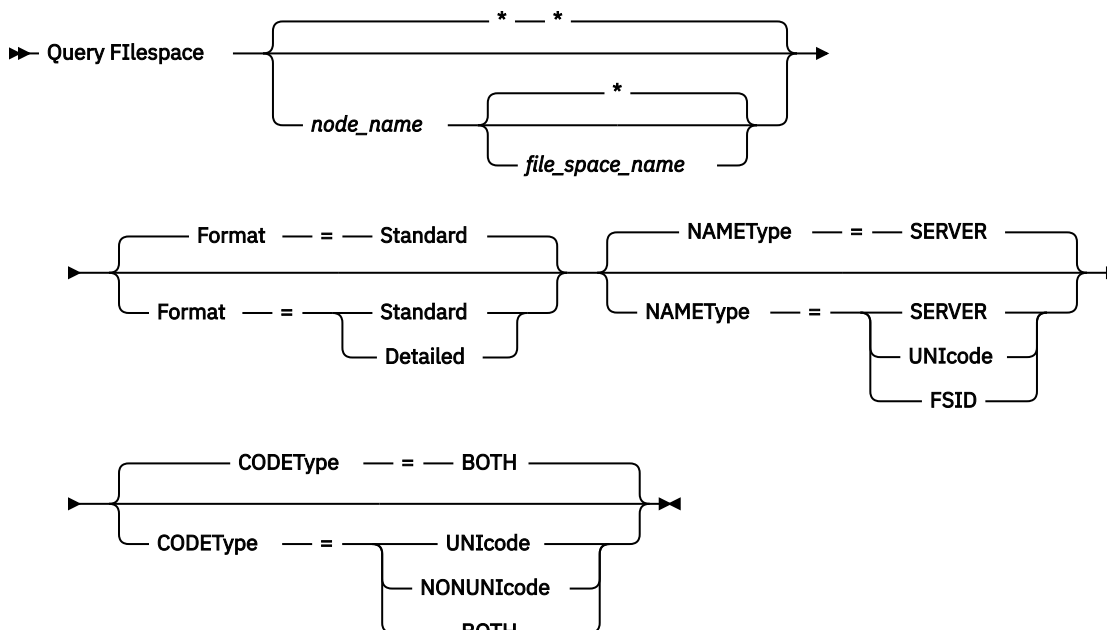 * *
Query FIlespace
*
node_name
file_space_name
Format = Standard NAMEType = SERVER
Format = Standard NAMEType = SERVER
Detailed UNIcode
FSID
CODEType = BOTH
CODEType = UNIcode
NONUNIcode
BOTH